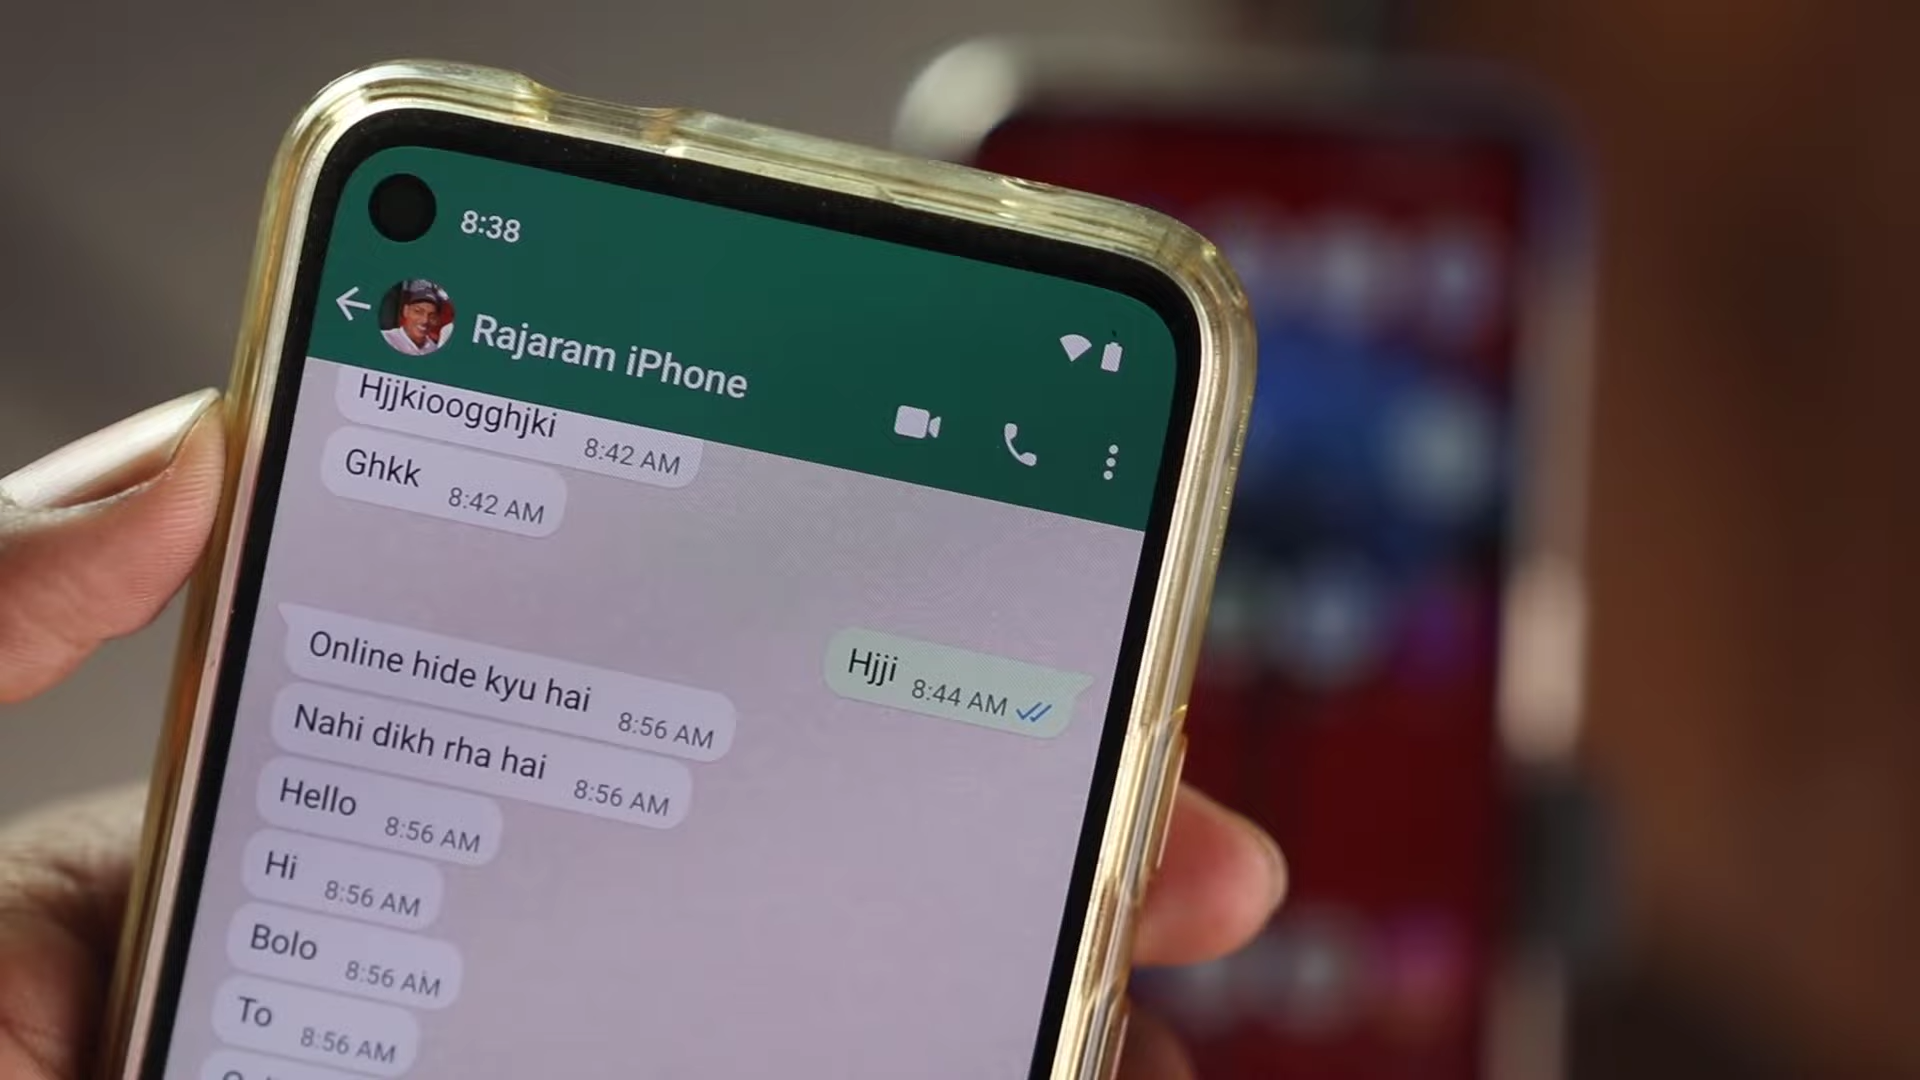 8:38
Rajaram iPhone
Hjjkioogghjki 8:42 AM
Ghkk 8:42 AM
Hjji 8:44 AM
Online hide kyu hai 8:56 AM
Nahi dikh rha hai 8:56 AM
Hello 8:56 AM
Hi 8:56 AM
Bolo 8:56 AM
To 8:56 AM